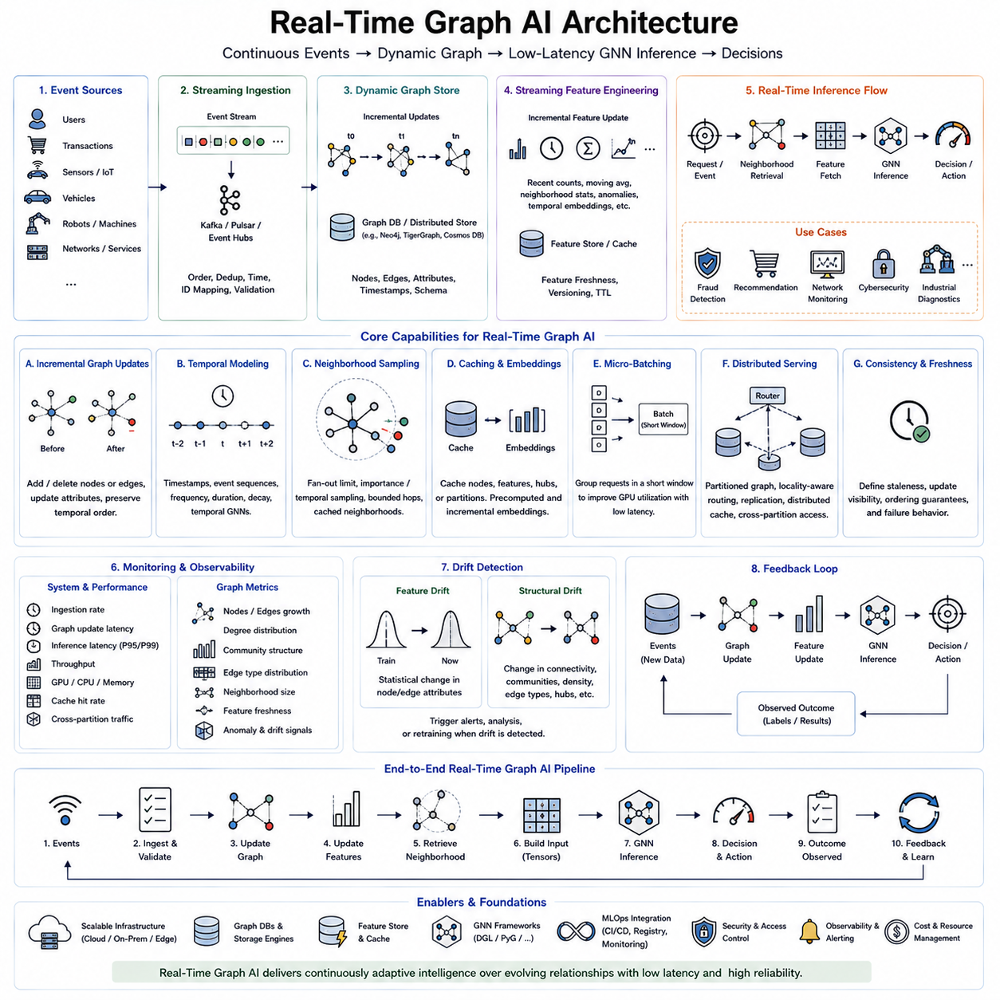 Real-Time Graph AI Architecture
Continuous Events → Dynamic Graph → Low-Latency GNN Inference → Decisions
1. Event Sources
Users
Transactions
Sensors / IoT
Vehicles
Robots / Machines
Networks / Services
...
2. Streaming Ingestion
Event Stream
...
Kafka / Pulsar /
Event Hubs
Order, Dedup, Time,
ID Mapping, Validation
3. Dynamic Graph Store
Incremental Updates
t0 t1 tn
Graph DB / Distributed Store
(e.g., Neo4j, TigerGraph, Cosmos DB)
Nodes, Edges, Attributes,
Timestamps, Schema
4. Streaming Feature Engineering
Incremental Feature Update
...
Recent counts, moving avg,
neighborhood stats, anomalies,
temporal embeddings, etc.
Feature Store / Cache
Feature Freshness,
Versioning, TTL
5. Real-Time Inference Flow
Request /
Event
Neighborhood
Retrieval
Feature
Fetch
GNN
Inference
Decision /
Action
Use Cases
Fraud
Detection
Recommendation
Network
Monitoring
Cybersecurity
Industrial
Diagnostics
...
Core Capabilities for Real-Time Graph AI
A. Incremental Graph Updates
Before After
Add / delete nodes or edges,
update attributes, preserve
temporal order.
B. Temporal Modeling
t-2 t-1 t t+1 t+2
Timestamps, event sequences,
frequency, duration, decay,
temporal GNNs.
C. Neighborhood Sampling
Fan-out limit, importance /
temporal sampling, bounded hops,
cached neighborhoods.
D. Caching & Embeddings
Cache Embeddings
Cache nodes, features, hubs,
or partitions. Precomputed and
incremental embeddings.
E. Micro-Batching
Batch
(Short Window)
Group requests in a short window
to improve GPU utilization with
low latency.
F. Distributed Serving
Router
Partitioned graph, locality-aware
routing, replication, distributed
cache, cross-partition access.
G. Consistency & Freshness
Define staleness, update
visibility, ordering guarantees,
and failure behavior.
6. Monitoring & Observability
System & Performance
Ingestion rate
Graph update latency
Inference latency (P95/P99)
Throughput
GPU / CPU / Memory
Cache hit rate
Cross-partition traffic
Graph Metrics
Nodes / Edges growth
Degree distribution
Community structure
Edge type distribution
Neighborhood size
Feature freshness
Anomaly & drift signals
7. Drift Detection
Feature Drift
Train Now
Statistical change in
node/edge attributes
Structural Drift
Change in connectivity,
communities, density,
edge types, hubs, etc.
Trigger alerts, analysis,
or retraining when drift is detected.
8. Feedback Loop
Events
(New Data)
Graph
Update
Feature
Update
GNN
Inference
Decision /
Action
Observed Outcome
(Labels / Results)
End-to-End Real-Time Graph AI Pipeline
1. Events
2. Ingest &
Validate
3. Update
Graph
4. Update
Features
5. Retrieve
Neighborhood
6. Build Input
(Tensors)
7. GNN
Inference
8. Decision
& Action
9. Outcome
Observed
10. Feedback
& Learn
Enablers & Foundations
Scalable Infrastructure
(Cloud / On-Prem / Edge)
Graph DBs &
Storage Engines
Feature Store
& Cache
GNN Frameworks
(DGL / PyG / ...)
MLOps Integration
(CI/CD, Registry,
Monitoring)
Security & Access
Control
Observability &
Alerting
Cost & Resource
Management
Real-Time Graph AI delivers continuously adaptive intelligence over evolving relationships with low latency and high reliability.